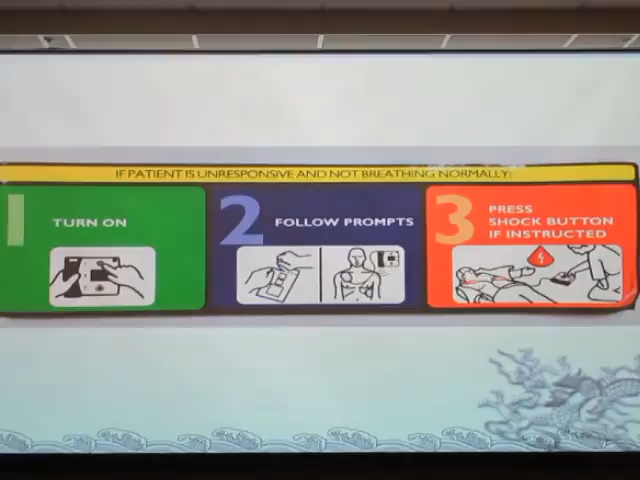 IF PATIENT IS UNRESPONSIVE AND NOT BREATHING NORMALLY:
1
TURN ON
2
FOLLOW PROMPTS
3
PRESS
SHOCK BUTTON
IF INSTRUCTED